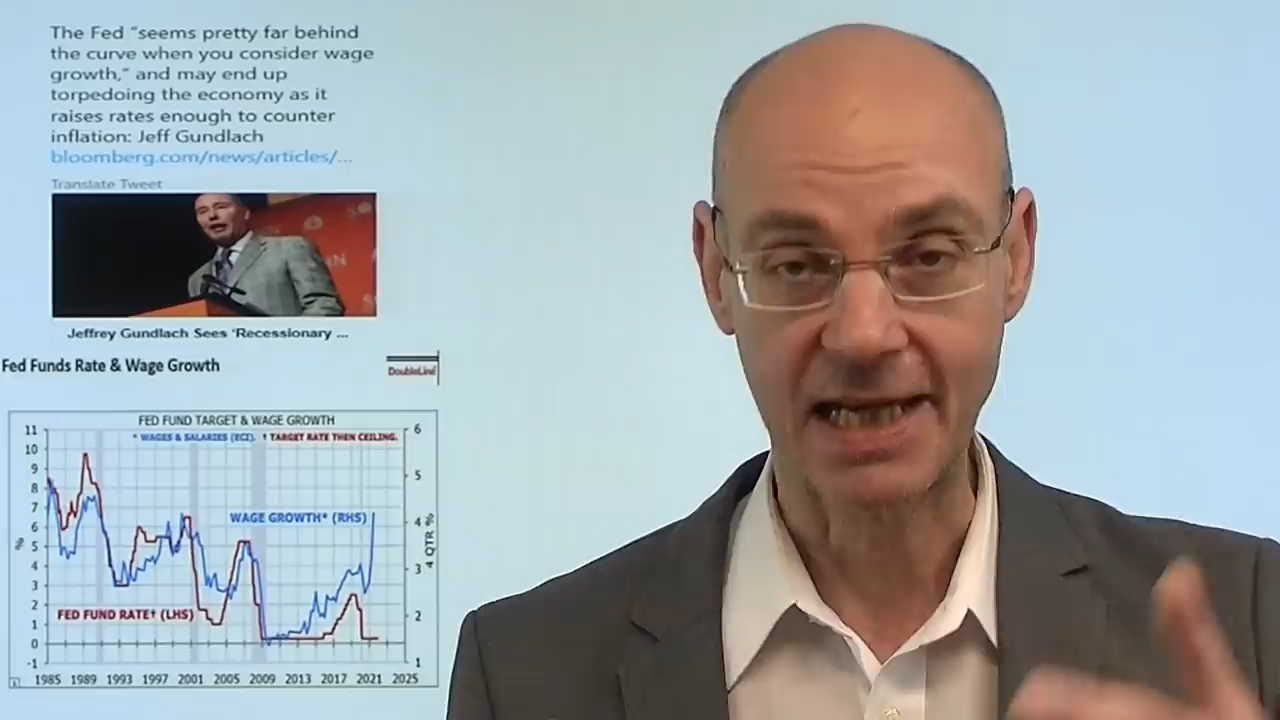 The Fed “seems pretty far behind
the curve when you consider wage
growth,” and may end up
torpedoing the economy as it
raises rates enough to counter
inflation: Jeff Gundlach
bloomberg.com/news/articles/...
Translate Tweet
Jeffrey Gundlach Sees ‘Recessionary ...
Fed Funds Rate & Wage Growth
DoubleLine
FED FUND TARGET & WAGE GROWTH
* WAGES & SALARIES (ECI). † TARGET RATE THEN CEILING.
11
10
9
8
7
6
5
4
3
2
1
0
-1
%
6
5
4
3
2
1
4 QTR %
WAGE GROWTH* (RHS)
FED FUND RATE† (LHS)
1985 1989 1993 1997 2001 2005 2009 2013 2017 2021 2025